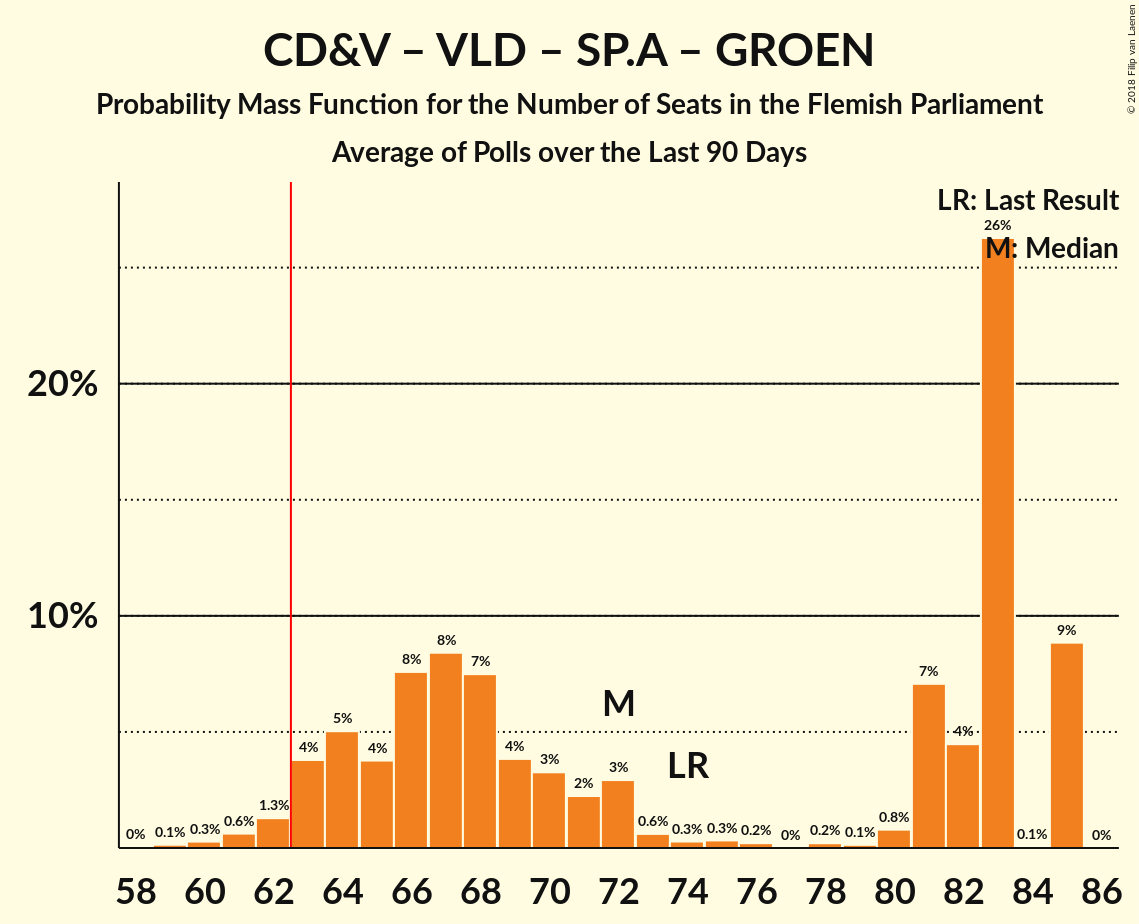 CD&V – VLD – SP.A – GROEN
Probability Mass Function for the Number of Seats in the Flemish Parliament
Average of Polls over the Last 90 Days
© 2018 Filip van Laenen
LR: Last Result
M: Median
20%
10%
0% 0.1% 0.3% 0.6% 1.3% 4% 5% 4% 8% 8% 7% 4% 3% 2% 3% 0.6% 0.3% 0.3% 0.2% 0% 0.2% 0.1% 0.8% 7% 4% 26% 0.1% 9% 0%
M
LR
58 60 62 64 66 68 70 72 74 76 78 80 82 84 86